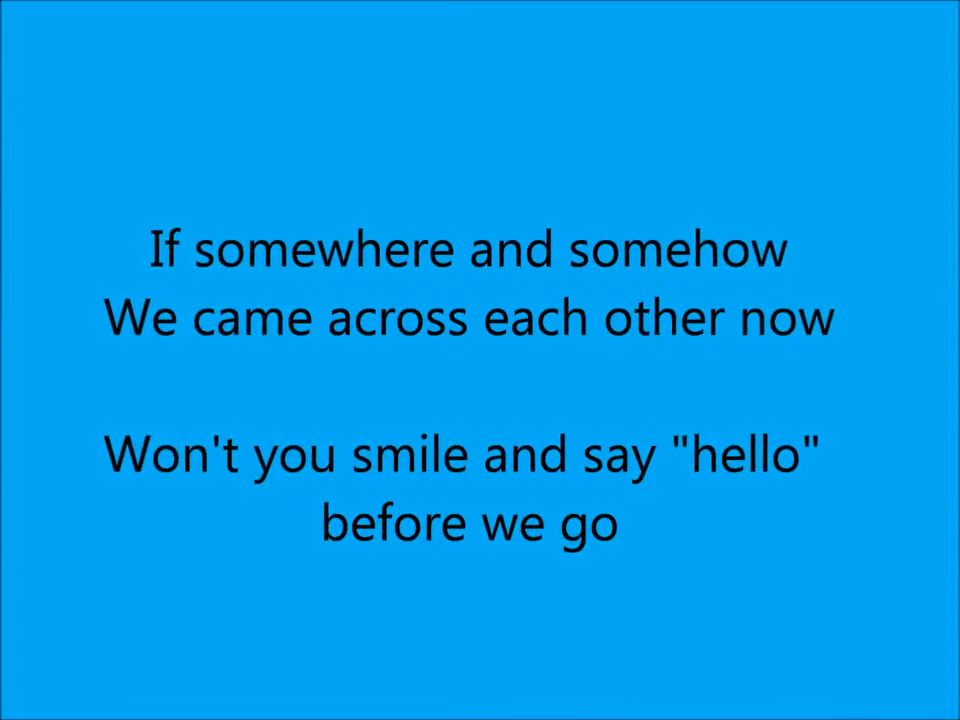 If somewhere and somehow
We came across each other now
Won't you smile and say "hello"
before we go